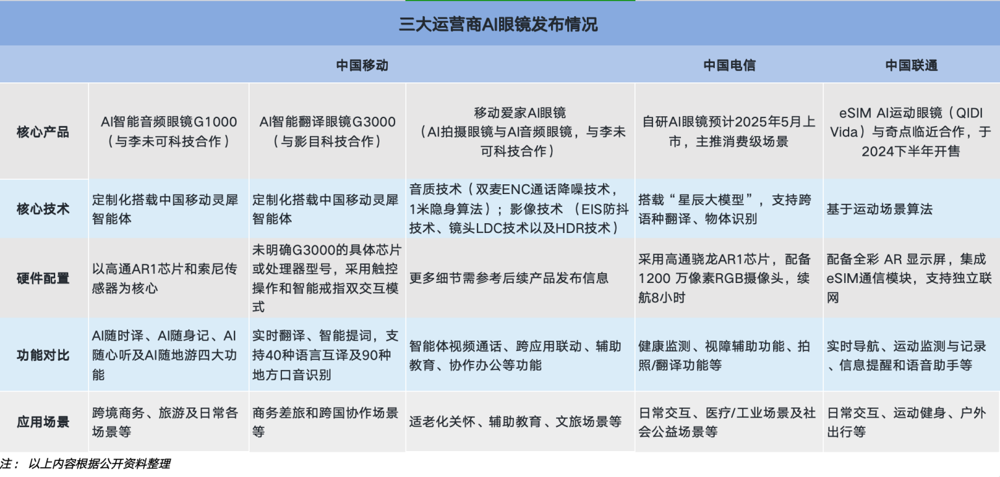 三大运营商AI眼镜发布情况
中国移动
中国电信
中国联通
核心产品
AI智能音频眼镜G1000
（与李未可科技合作）
AI智能翻译眼镜G3000
（与影目科技合作）
移动爱家AI眼镜
（AI拍摄眼镜与AI音频眼镜，与李未
可科技合作）
自研AI眼镜预计2025年5月上
市，主推消费级场景
eSIM AI运动眼镜（QIDI
Vida）与奇点临近合作，于
2024下半年开售
核心技术
定制化搭载中国移动灵犀
智能体
定制化搭载中国移动灵犀
智能体
音质技术（双麦ENC通话降噪技术，
1米隐身算法）；影像技术 （EIS防抖
技术、镜头LDC技术以及HDR技术）
搭载“星辰大模型”，支持跨
语种翻译、物体识别
基于运动场景算法
硬件配置
以高通AR1芯片和索尼传
感器为核心
未明确G3000的具体芯片
或处理器型号，采用触控
操作和智能戒指双交互模
式
更多细节需参考后续产品发布信息
采用高通骁龙AR1芯片，配备
1200 万像素RGB摄像头，续
航8小时
配备全彩 AR 显示屏，集成
eSIM通信模块，支持独立联
网
功能对比
AI随时译、AI随身记、AI
随心听及AI随地游四大功
能
实时翻译、智能提词，支
持40种语言互译及90种
地方口音识别
智能体视频通话、跨应用联动、辅助
教育、协作办公等功能
健康监测、视障辅助功能、拍
照/翻译功能等
实时导航、运动监测与记录
、信息提醒和语音助手等
应用场景
跨境商务、旅游及日常各
场景等
商务差旅和跨国协作场景
等
适老化关怀、辅助教育、文旅场景等
日常交互、医疗/工业场景及社
会公益场景等
日常交互、运动健身、户外
出行等
注： 以上内容根据公开资料整理